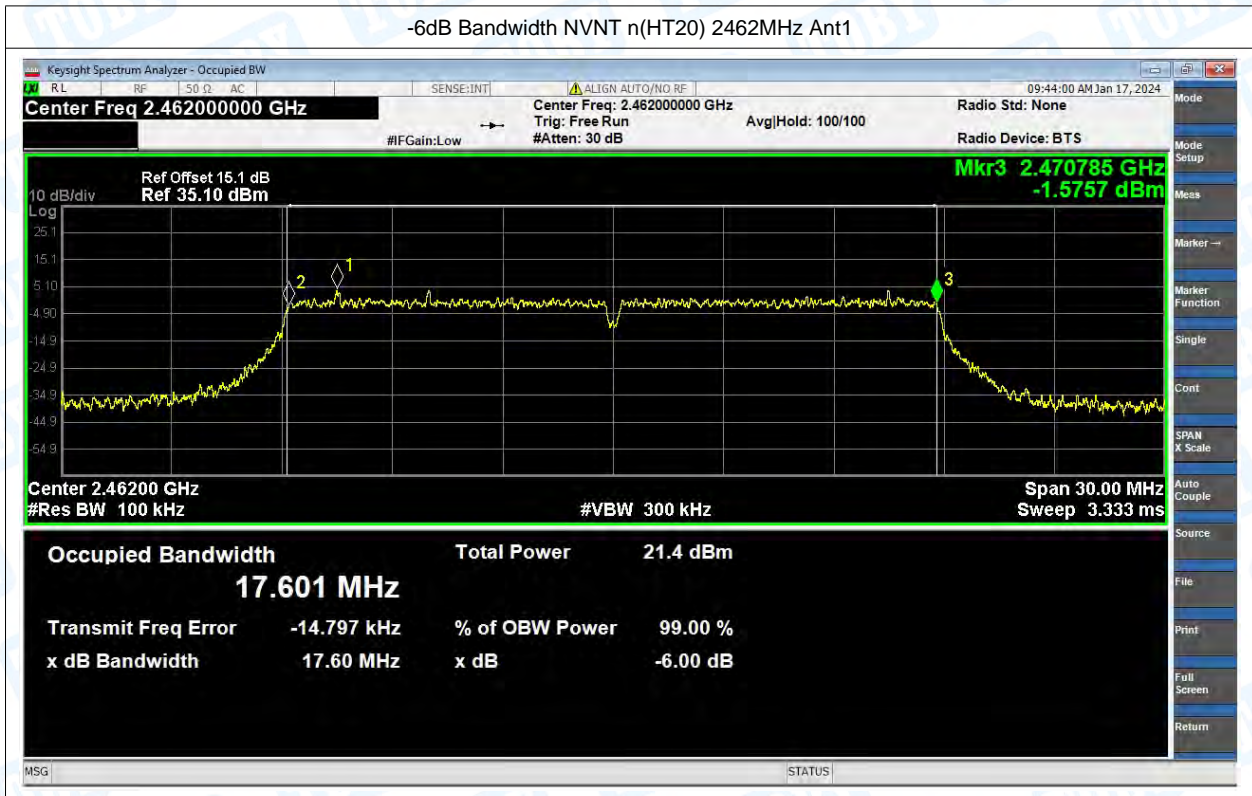 -6dB Bandwidth NVNT n(HT20) 2462MHz Ant1
Keysight Spectrum Analyzer - Occupied BW
LXI RL RF 50 Ω AC SENSE:INT ALIGN AUTO/NO RF 09:44:00 AM Jan 17, 2024
Center Freq 2.462000000 GHz
Center Freq: 2.462000000 GHz
Radio Std: None
Trig: Free Run
Avg|Hold: 100/100
#IFGain:Low
#Atten: 30 dB
Radio Device: BTS
Mkr3 2.470785 GHz
-1.5757 dBm
Ref Offset 15.1 dB
10 dB/div
Ref 35.10 dBm
Log
25.1
15.1
5.10
-4.90
-14.9
-24.9
-34.9
-44.9
-54.9
1
2
3
Center 2.46200 GHz
Span 30.00 MHz
#Res BW 100 kHz
#VBW 300 kHz
Sweep 3.333 ms
Occupied Bandwidth
Total Power 21.4 dBm
17.601 MHz
Transmit Freq Error -14.797 kHz
% of OBW Power 99.00 %
x dB Bandwidth 17.60 MHz
x dB -6.00 dB
MSG
STATUS
Mode
Mode
Setup
Meas
Marker→
Marker
Function
Single
Cont
SPAN
X Scale
Auto
Couple
Source
File
Print
Full
Screen
Return
TOBY